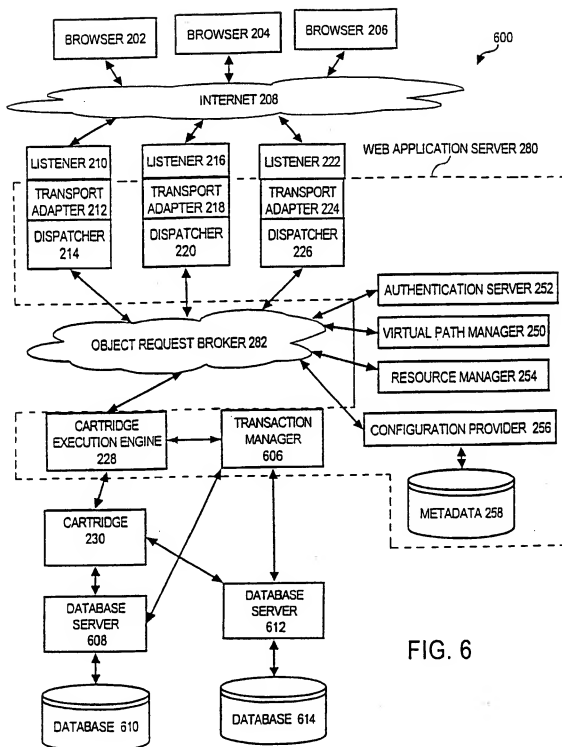 BROWSER 202
BROWSER 204
BROWSER 206
600
INTERNET 208
LISTENER 210
LISTENER 216
LISTENER 222
WEB APPLICATION SERVER 280
TRANSPORT
ADAPTER 212
TRANSPORT
ADAPTER 218
TRANSPORT
ADAPTER 224
DISPATCHER
214
DISPATCHER
220
DISPATCHER
226
AUTHENTICATION SERVER 252
VIRTUAL PATH MANAGER 250
OBJECT REQUEST BROKER 282
RESOURCE MANAGER 254
CARTRIDGE
EXECUTION ENGINE
228
TRANSACTION
MANAGER
606
CONFIGURATION PROVIDER 256
METADATA 258
CARTRIDGE
230
DATABASE
SERVER
608
DATABASE
SERVER
612
FIG. 6
DATABASE 610
DATABASE 614